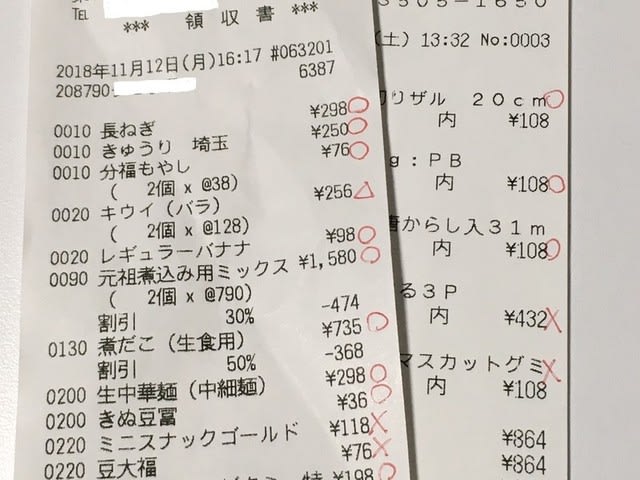 TEL
*** 領 収 書 ***
2018年11月12日(月)16:17 #063201
208790
6387
¥298
0010 長ねぎ ¥250
0010 きゅうり 埼玉 ¥76
0010 分福もやし
( 2個 x @38) ¥256
0020 キウイ(バラ)
( 2個 x @128) ¥98
0020 レギュラーバナナ ¥1,580
0090 元祖煮込み用ミックス
( 2個 x @790) -474
割引 30% ¥735
0130 煮だこ(生食用) -368
割引 50% ¥298
0200 生中華麺(中細麺) ¥36
0200 きぬ豆冨 ¥118
0220 ミニスナックゴールド ¥76
0220 豆大福 ¥198
3505-1650
(土) 13:32 No:0003
切りザル 20cm
内 ¥108
g:PB
内 ¥108
唐からし入31m
内 ¥108
る3P
内 ¥432
マスカットグミ
内 ¥108
¥864
¥864